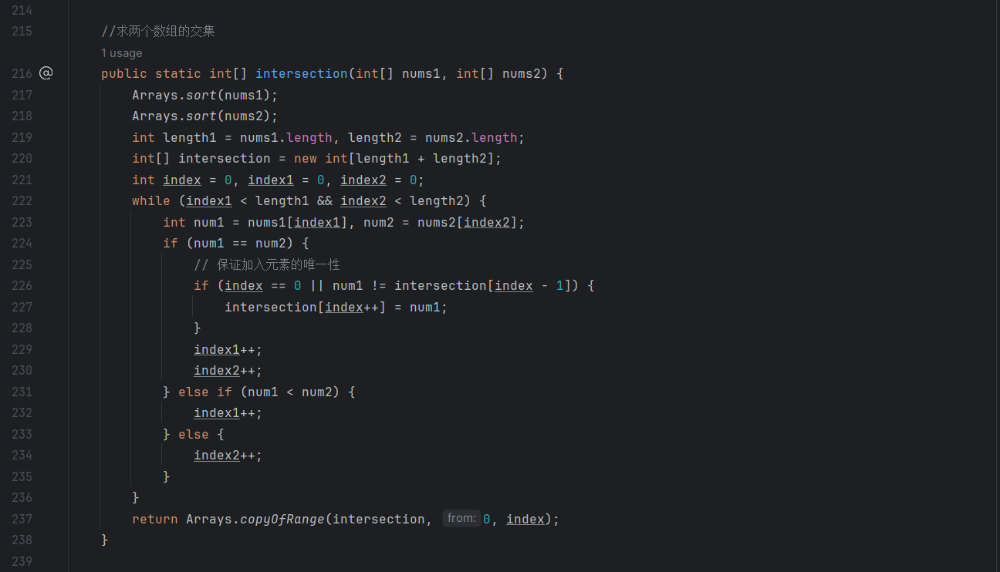 214
215 //求两个数组的交集
1 usage
216 @ public static int[] intersection(int[] nums1, int[] nums2) {
217 Arrays.sort(nums1);
218 Arrays.sort(nums2);
219 int length1 = nums1.length, length2 = nums2.length;
220 int[] intersection = new int[length1 + length2];
221 int index = 0, index1 = 0, index2 = 0;
222 while (index1 < length1 && index2 < length2) {
223 int num1 = nums1[index1], num2 = nums2[index2];
224 if (num1 == num2) {
225 // 保证加入元素的唯一性
226 if (index == 0 || num1 != intersection[index - 1]) {
227 intersection[index++] = num1;
228 }
229 index1++;
230 index2++;
231 } else if (num1 < num2) {
232 index1++;
233 } else {
234 index2++;
235 }
236 }
237 return Arrays.copyOfRange(intersection, from: 0, index);
238 }
239